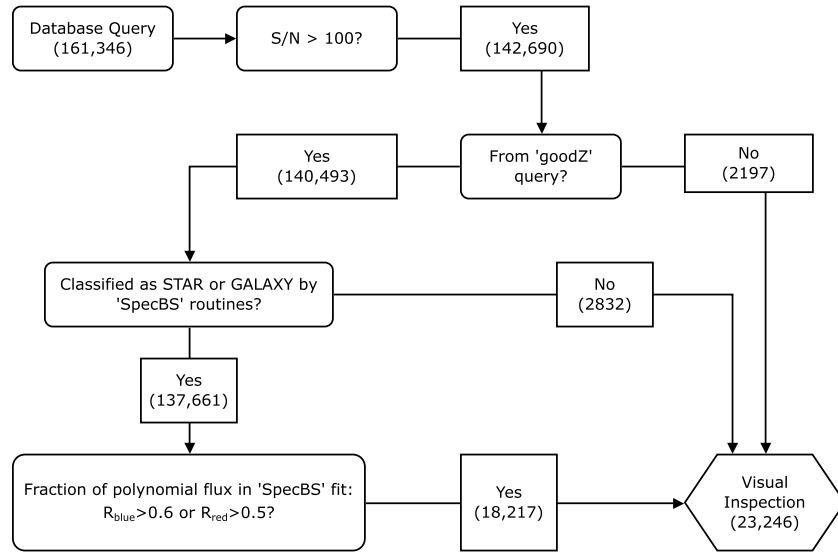 Database Query
(161,346)
S/N > 100?
Yes
(142,690)
Yes
(140,493)
From 'goodZ'
query?
No
(2197)
Classified as STAR or GALAXY by
'SpecBS' routines?
No
(2832)
Yes
(137,661)
Fraction of polynomial flux in 'SpecBS' fit:
Rblue>0.6 or Rred>0.5?
Yes
(18,217)
Visual
Inspection
(23,246)